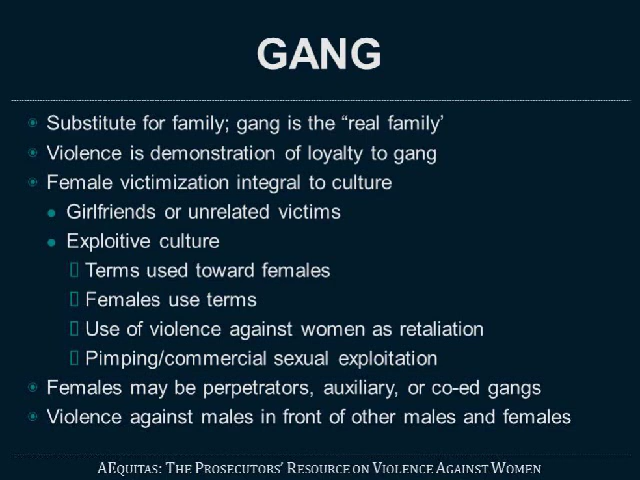 GANG
Substitute for family; gang is the “real family’
Violence is demonstration of loyalty to gang
Female victimization integral to culture
Girlfriends or unrelated victims
Exploitive culture
Terms used toward females
Females use terms
Use of violence against women as retaliation
Pimping/commercial sexual exploitation
Females may be perpetrators, auxiliary, or co-ed gangs
Violence against males in front of other males and females
AEQUITAS: THE PROSECUTORS’ RESOURCE ON VIOLENCE AGAINST WOMEN